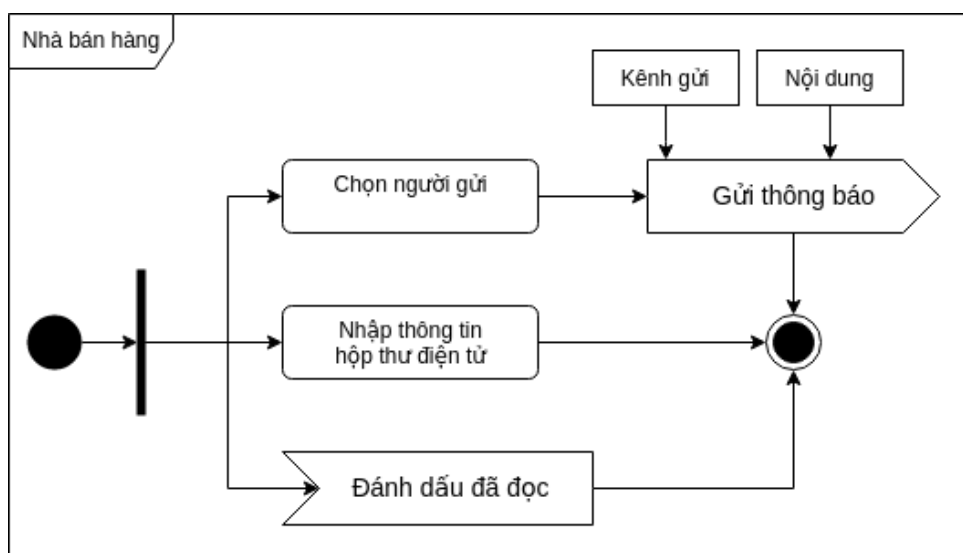 Nhà bán hàng
Kênh gửi
Nội dung
Chọn người gửi
Gửi thông báo
Nhập thông tin
hộp thư điện tử
Đánh dấu đã đọc